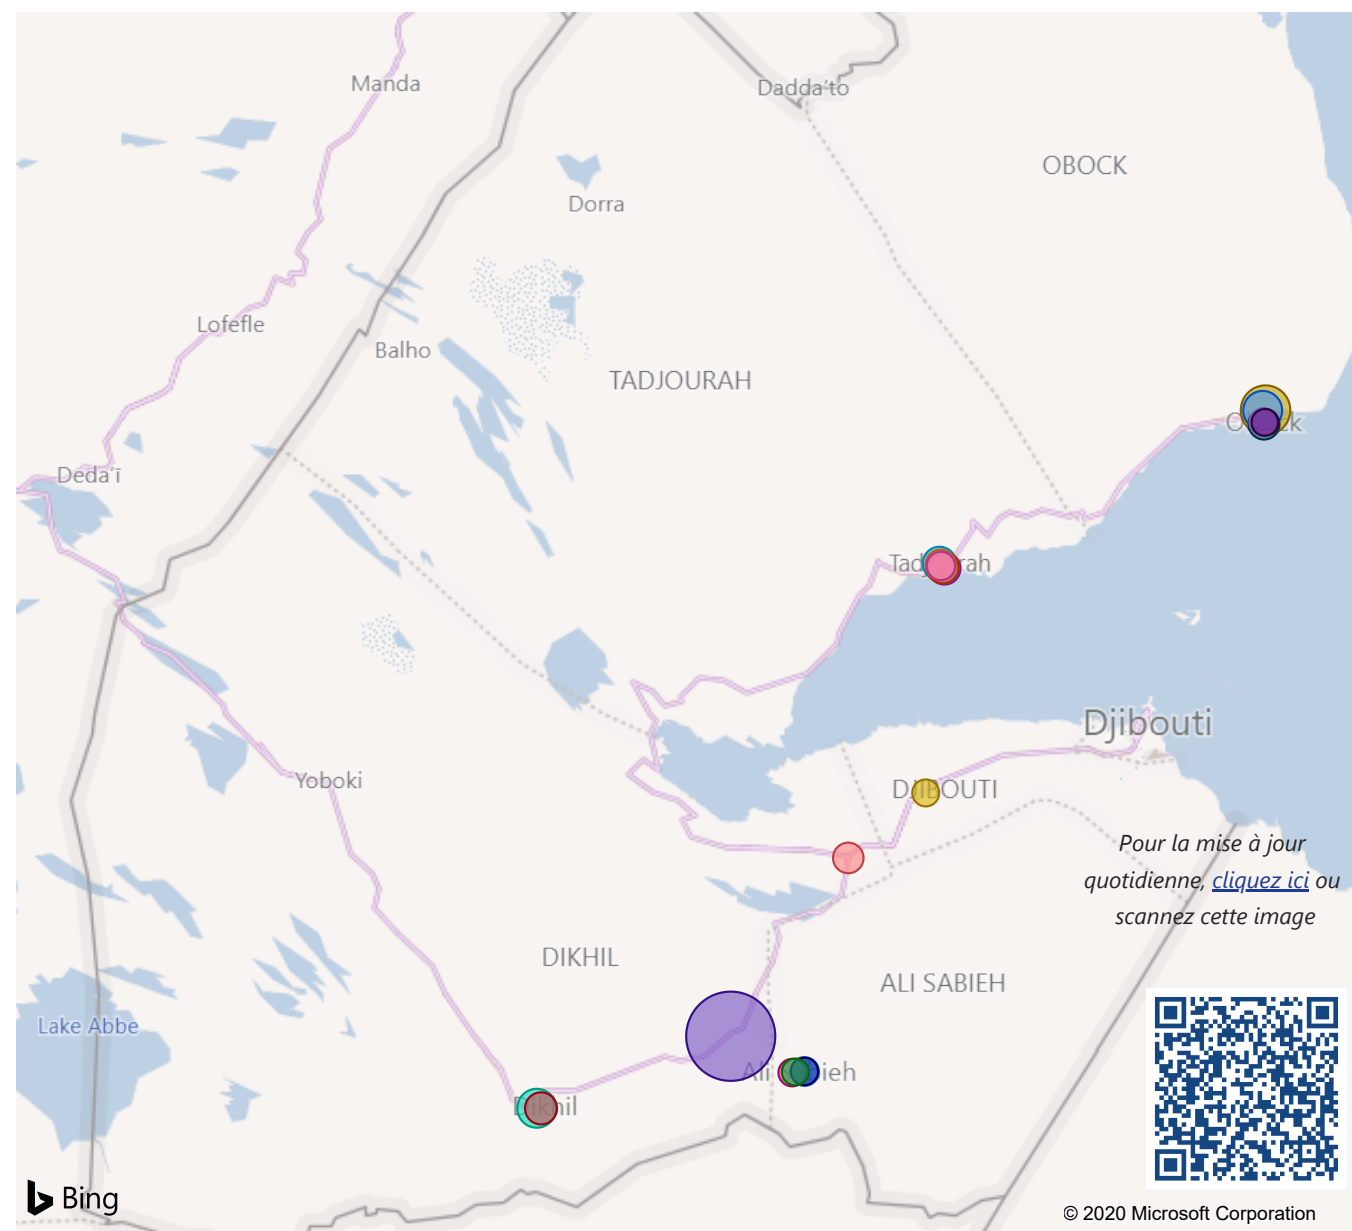 Manda
Dadda'to
OBOCK
Dorra
Lofefle
Balho
TADJOURAH
Deda'ī
Djibouti
Yoboki
DJIBOUTI
Pour la mise à jour
quotidienne, cliquez ici ou
scannez cette image
DIKHIL
ALI SABIEH
Lake Abbe
Bing
© 2020 Microsoft Corporation